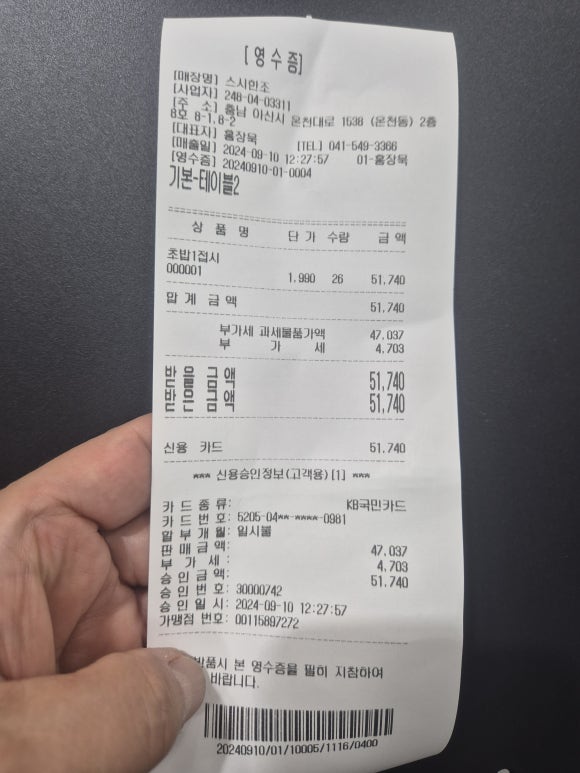 [영수증]
[매장명] 스시한조
[사업자] 248-04-03311
[주 소] 충남 아산시 온천대로 1538 (온천동) 2층
8호 8-1,8-2
[대표자] 홍장욱 [TEL] 041-549-3366
[매출일] 2024-09-10 12:27:57 01-홍장욱
[영수증] 20240910-01-0004
기본-테이블2
상 품 명 단 가 수량 금 액
초밥1접시
000001 1,990 26 51,740
합 계 금 액 51,740
부가세 과세물품가액 47,037
부 가 세 4,703
받을금액 51,740
받은금액 51,740
신용 카드 51,740
*** 신용승인정보(고객용) [1] ***
카 드 종 류: KB국민카드
카 드 번 호: 5205-04**-****-0981
할 부 개 월: 일시불
판 매 금 액: 47,037
부 가 세: 4,703
승 인 금 액: 51,740
승 인 번 호: 30000742
승 인 일 시: 2024-09-10 12:27:57
가맹점 번호: 00115897272
반품시 본 영수증을 필히 지참하여
바랍니다.
20240910/01/10005/1116/0400